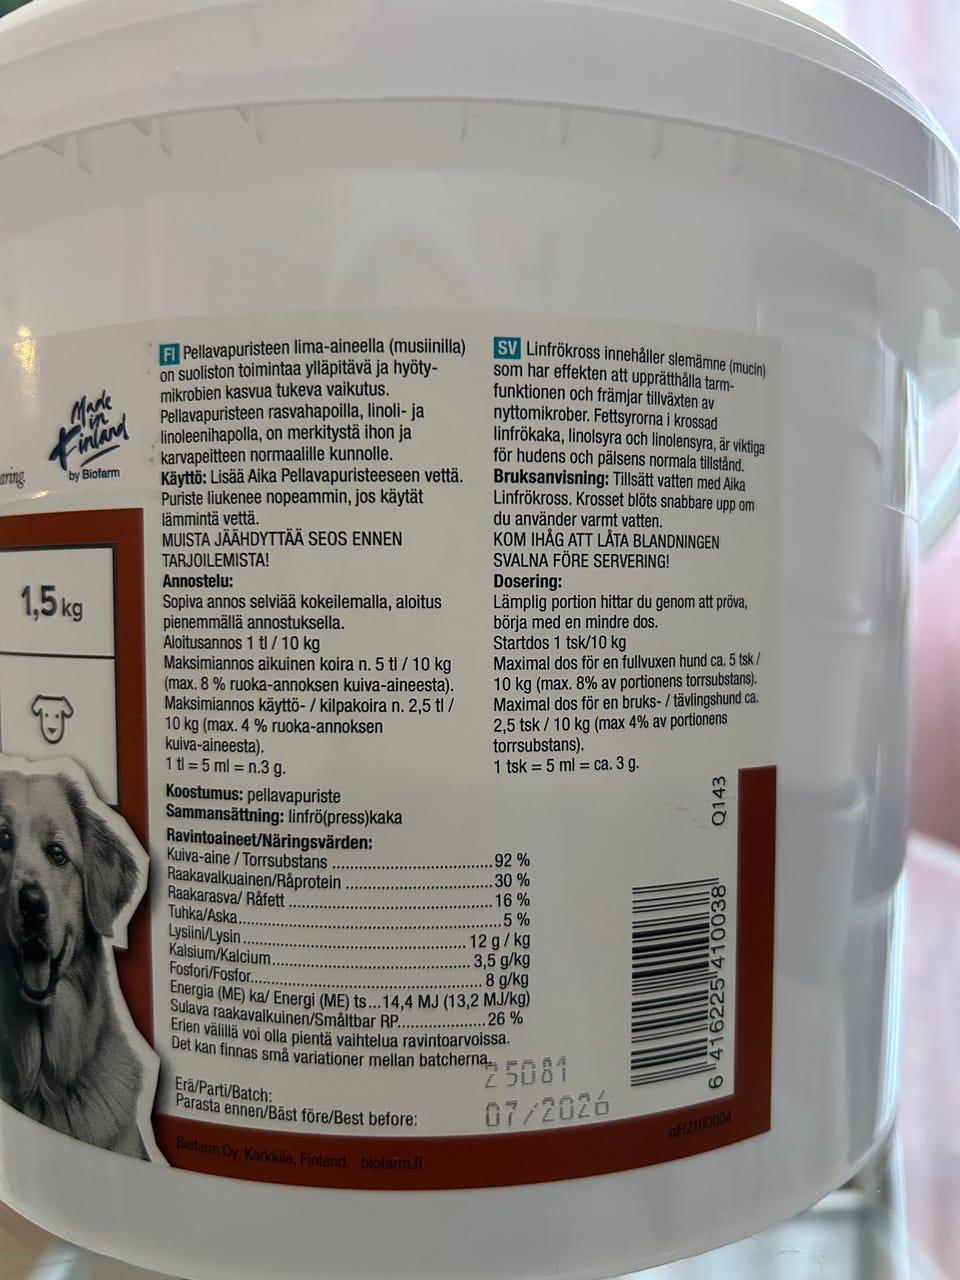 Made
in
Finland
by Biofarm
aring.
1,5 kg
FI Pellavapuristeen lima-aineella (musiinilla)
on suoliston toimintaa ylläpitävä ja hyöty-
mikrobien kasvua tukeva vaikutus.
Pellavapuristeen rasvahapoilla, linoli- ja
linoleenihapolla, on merkitystä ihon ja
karvapeitteen normaalille kunnolle.
Käyttö: Lisää Aika Pellavapuristeeseen vettä.
Puriste liukenee nopeammin, jos käytät
lämmintä vettä.
MUISTA JÄÄHDYTTÄÄ SEOS ENNEN
TARJOILEMISTA!
Annostelu:
Sopiva annos selviää kokeilemalla, aloitus
pienemmällä annostuksella.
Aloitusannos 1 tl / 10 kg
Maksimiannos aikuinen koira n. 5 tl / 10 kg
(max. 8 % ruoka-annoksen kuiva-aineesta).
Maksimiannos käyttö- / kilpakoira n. 2,5 tl /
10 kg (max. 4 % ruoka-annoksen
kuiva-aineesta).
1 tl = 5 ml = n.3 g.
SV Linfrökross innehåller slemämne (mucin)
som har effekten att upprätthålla tarm-
funktionen och främjar tillväxten av
nyttomikrober. Fettsyrorna i krossad
linfrökaka, linolsyra och linolensyra, är viktiga
för hudens och pälsens normala tillstånd.
Bruksanvisning: Tillsätt vatten med Aika
Linfrökross. Krosset blöts snabbare upp om
du använder varmt vatten.
KOM IHÅG ATT LÅTA BLANDNINGEN
SVALNA FÖRE SERVERING!
Dosering:
Lämplig portion hittar du genom att pröva,
börja med en mindre dos.
Startdos 1 tsk/10 kg
Maximal dos för en fullvuxen hund ca. 5 tsk /
10 kg (max. 8% av portionens torrsubstans).
Maximal dos för en bruks- / tävlingshund ca.
2,5 tsk / 10 kg (max 4% av portionens
torrsubstans).
1 tsk = 5 ml = ca. 3 g.
Koostumus: pellavapuriste
Sammansättning: linfrö(press)kaka
Ravintoaineet/Näringsvärden:
Kuiva-aine / Torrsubstans ........................ 92 %
Raakavalkuainen/Råprotein ...................... 30 %
Raakarasva/ Råfett .................................. 16 %
Tuhka/Aska............................................ 5 %
Lysiini/Lysin ...................................... 12 g / kg
Kalsium/Kalcium................................. 3,5 g/kg
Fosfori/Fosfor....................................... 8 g/kg
Energia (ME) ka/ Energi (ME) ts...14,4 MJ (13,2 MJ/kg)
Sulava raakavalkuainen/Smältbar RP................ 26 %
Erien välillä voi olla pientä vaihtelua ravintoarvoissa.
Det kan finnas små variationer mellan batcherna.
Erä/Parti/Batch: 25081
Parasta ennen/Bäst före/Best before: 07/2026
Q143
6 416225 410038
Biofarm Oy, Karkkila, Finland. biofarm.fi
aFI21110004